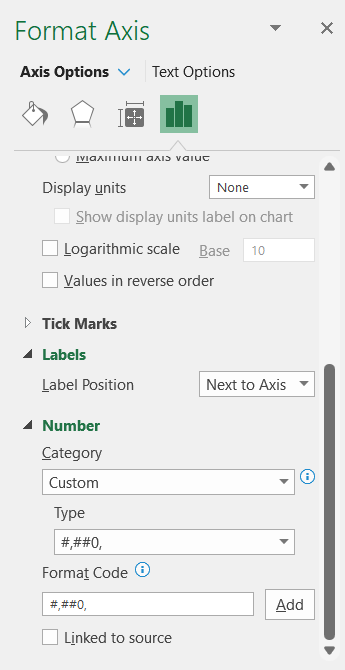 Format Axis
Axis Options Text Options
Maximum axis value
Display units None
Show display units label on chart
Logarithmic scale Base 10
Values in reverse order
Tick Marks
Labels
Label Position Next to Axis
Number
Category
Custom
Type
#,##0,
Format Code
#,##0, Add
Linked to source